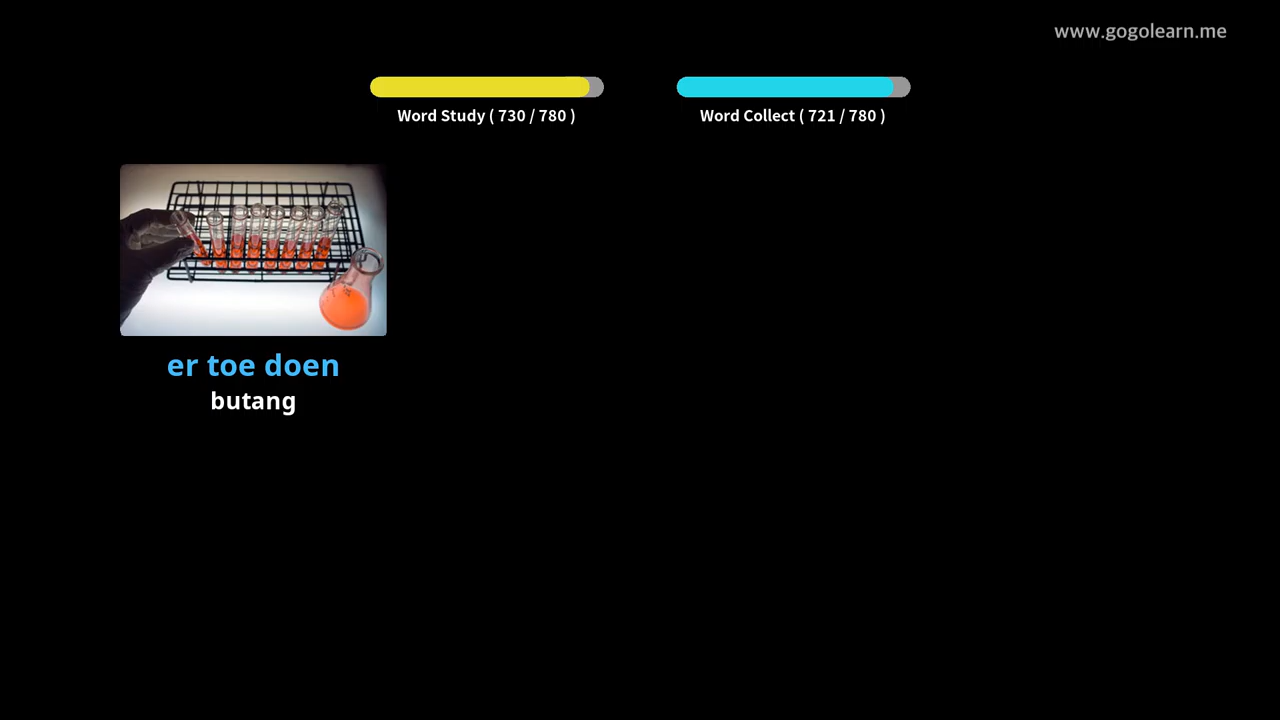 www.gogolearn.me
Word Study ( 730 / 780 )
Word Collect ( 721 / 780 )
er toe doen
butang